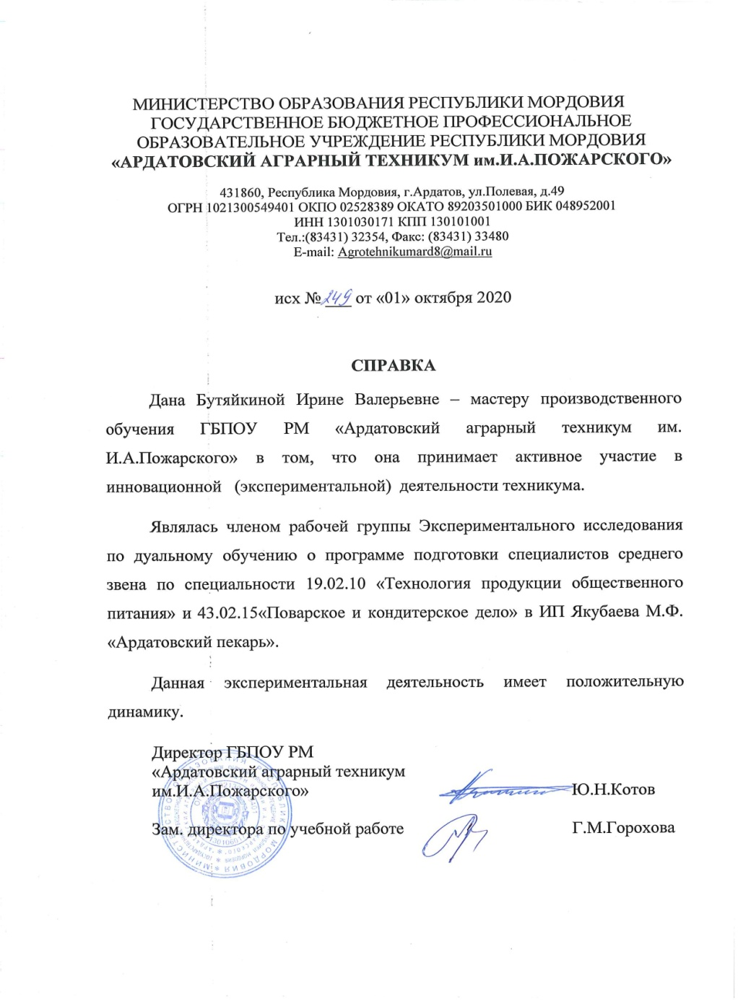 МИНИСТЕРСТВО ОБРАЗОВАНИЯ РЕСПУБЛИКИ МОРДОВИЯ
ГОСУДАРСТВЕННОЕ БЮДЖЕТНОЕ ПРОФЕССИОНАЛЬНОЕ
ОБРАЗОВАТЕЛЬНОЕ УЧРЕЖДЕНИЕ РЕСПУБЛИКИ МОРДОВИЯ
«АРДАТОВСКИЙ АГРАРНЫЙ ТЕХНИКУМ им.И.А.ПОЖАРСКОГО»
431860, Республика Мордовия, г.Ардатов, ул.Полевая, д.49
ОГРН 1021300549401 ОКПО 02528389 ОКАТО 89203501000 БИК 048952001
ИНН 1301030171 КПП 130101001
Тел.:(83431) 32354, Факс: (83431) 33480
E-mail: Agrotehnikumard8@mail.ru
исх № 249 от «01» октября 2020
СПРАВКА
Дана Бутяйкиной Ирине Валерьевне – мастеру производственного
обучения ГБПОУ РМ «Ардатовский аграрный техникум им.
И.А.Пожарского» в том, что она принимает активное участие в
инновационной (экспериментальной) деятельности техникума.
Являлась членом рабочей группы Экспериментального исследования
по дуальному обучению о программе подготовки специалистов среднего
звена по специальности 19.02.10 «Технология продукции общественного
питания» и 43.02.15«Поварское и кондитерское дело» в ИП Якубаева М.Ф.
«Ардатовский пекарь».
Данная экспериментальная деятельность имеет положительную
динамику.
Директор ГБПОУ РМ
«Ардатовский аграрный техникум
им.И.А.Пожарского» Ю.Н.Котов
Зам. директора по учебной работе Г.М.Горохова
МИНИСТЕРСТВО ОБРАЗОВАНИЯ РЕСПУБЛИКИ МОРДОВИЯ